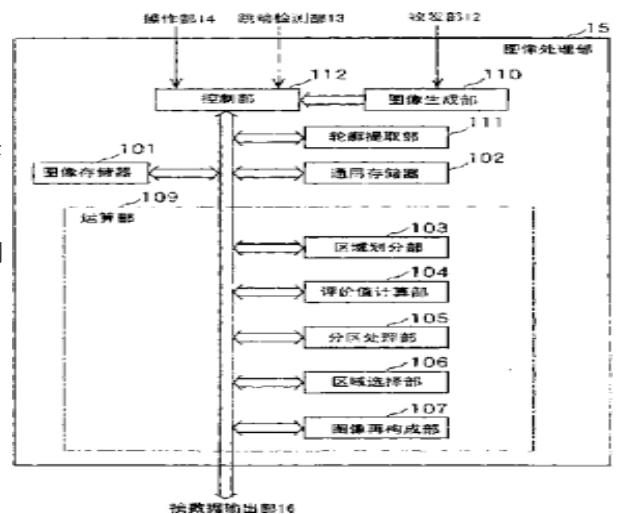 操作部14 跳动检测部13 收发部12
15
图像处理部
112 110
控制部 图像生成部
111
轮廓提取部
101 102
图像存储器 通用存储器
109
运算部
103
区域划分部
104
评价值计算部
105
分区处理部
106
区域选择部
107
图像再构成部
按数据输出部16